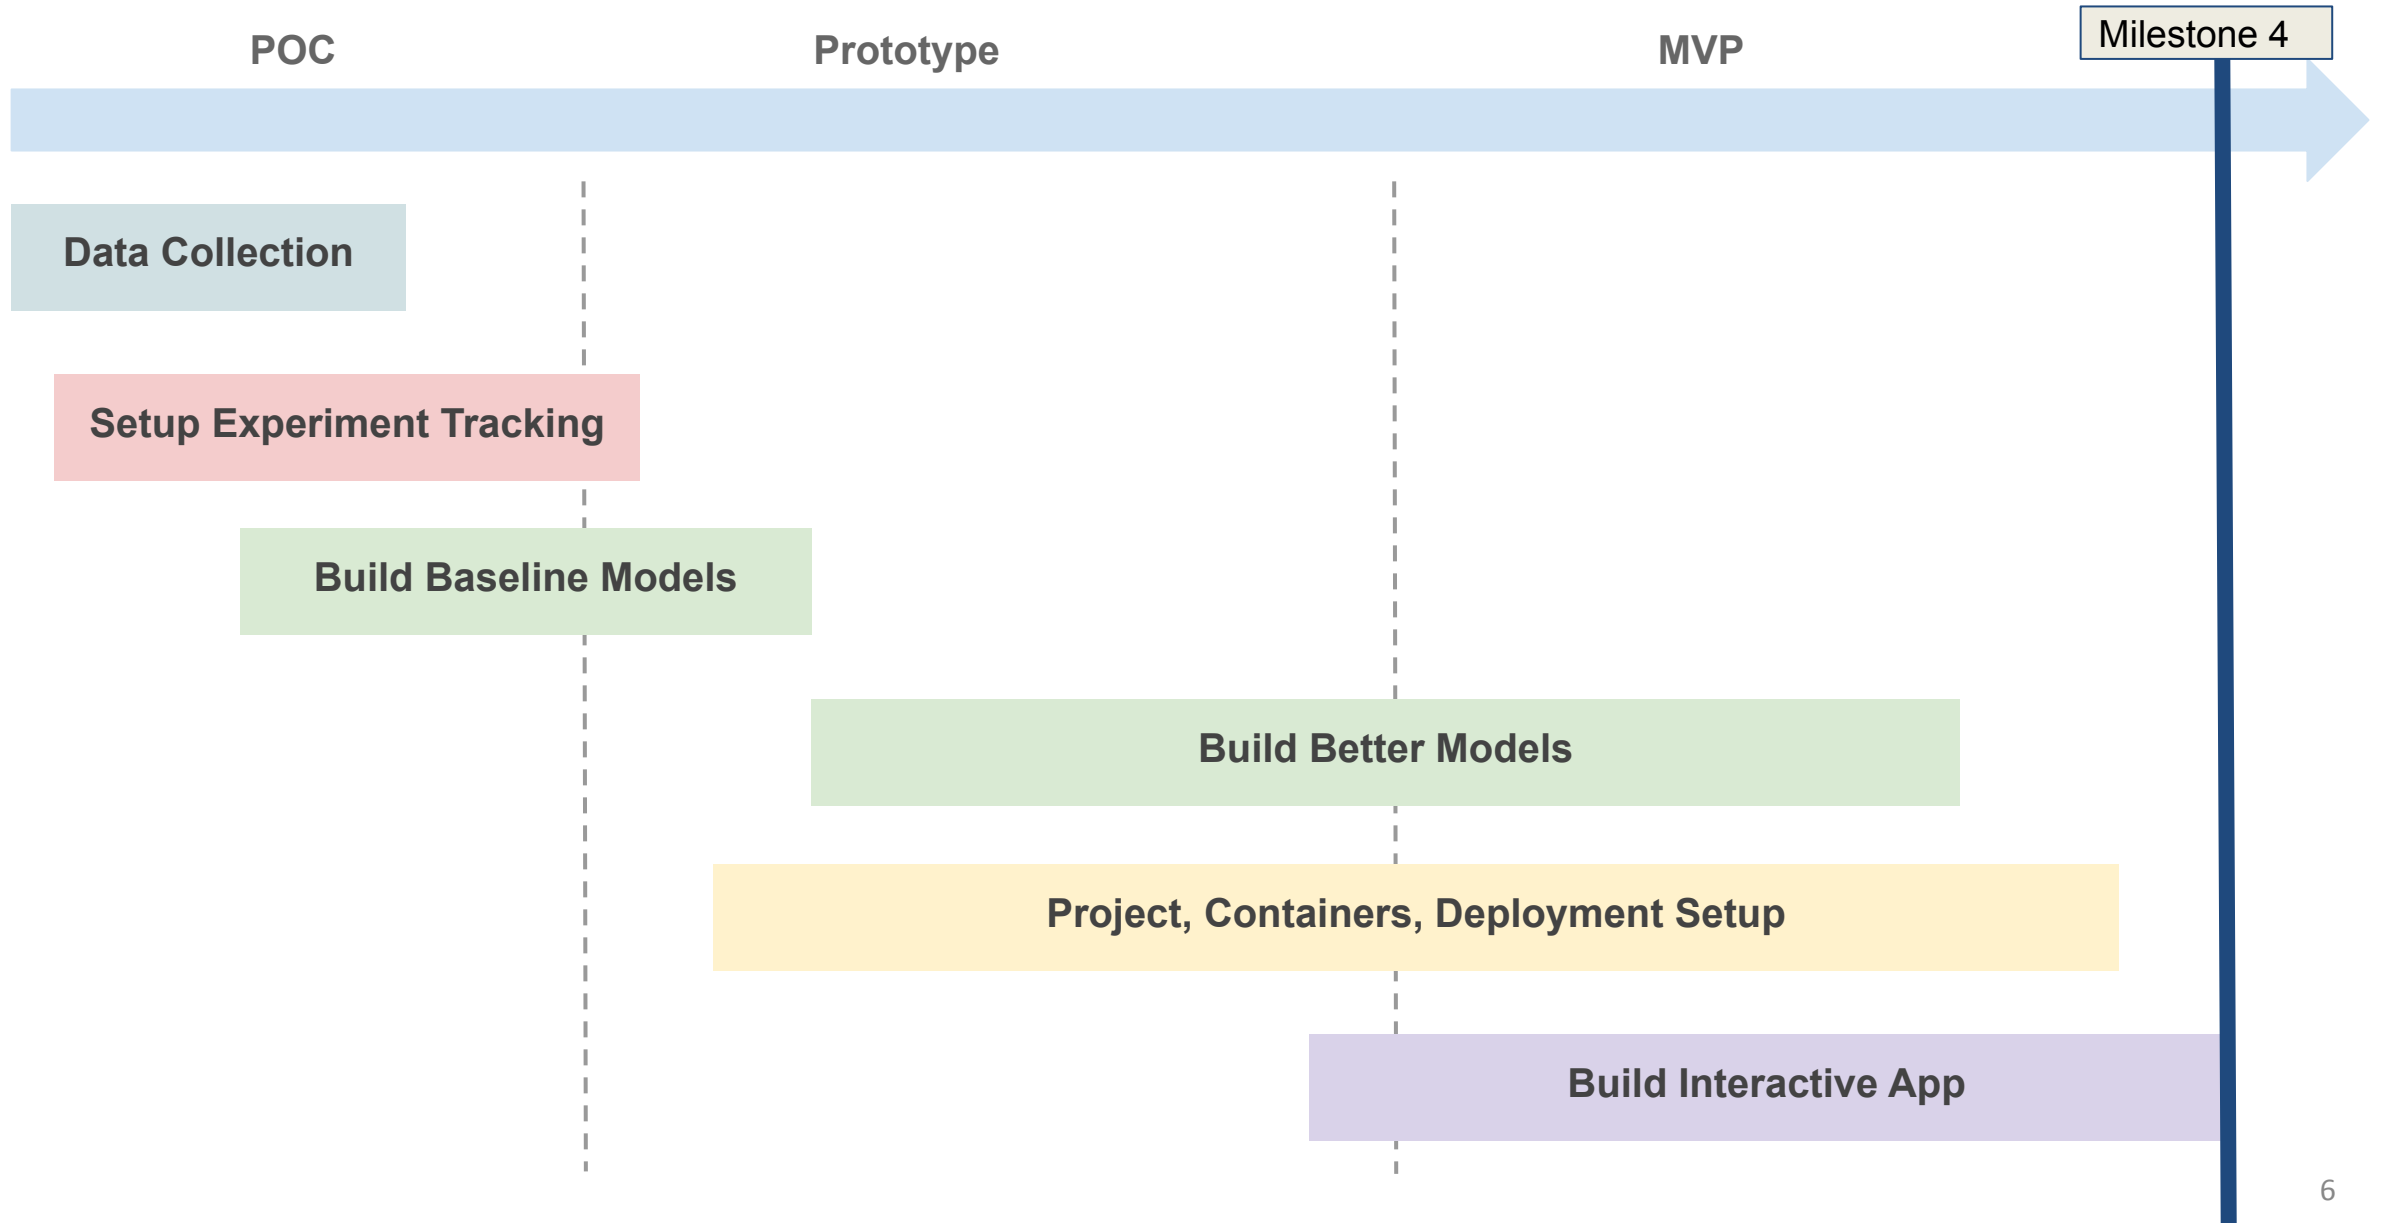 POC
Prototype
MVP
Milestone 4
Data Collection
Setup Experiment Tracking
Build Baseline Models
Build Better Models
Project, Containers, Deployment Setup
Build Interactive App
6